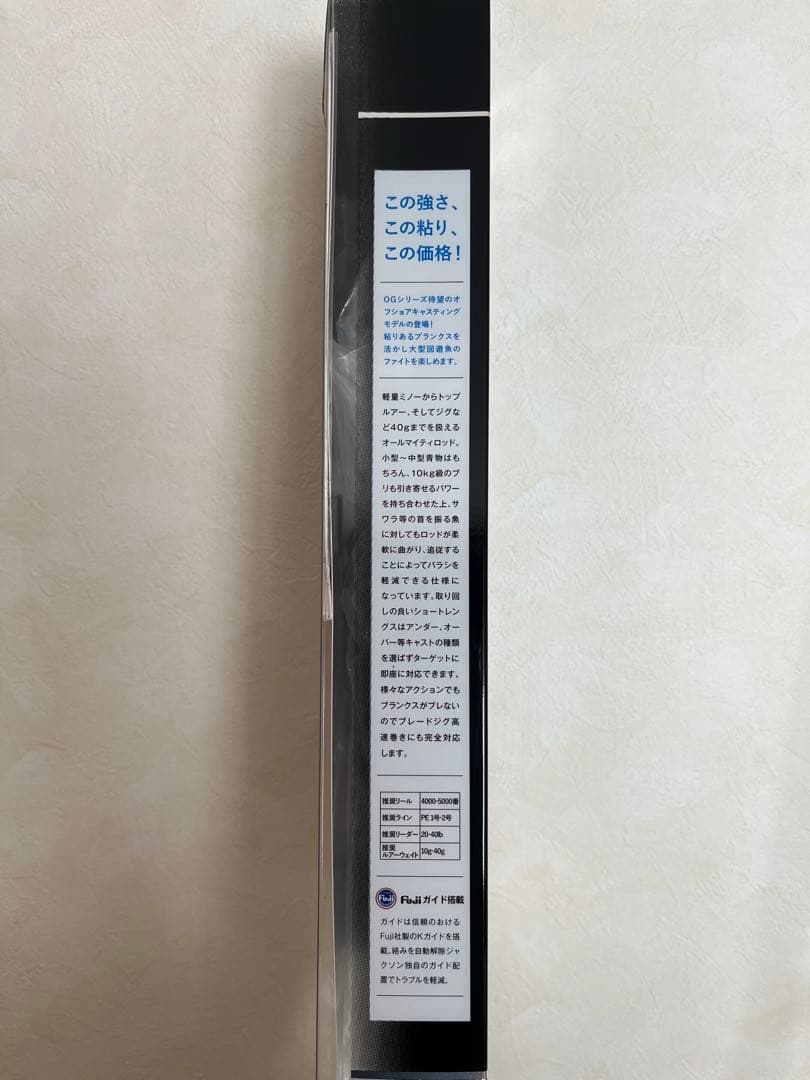 この強さ、
この粘り、
この価格!
OGシリーズ待望のオ
フショアキャスティング
モデルの登場!
粘りあるブランクスを
活かし大型回遊魚の
ファイトを楽しめます。
軽量ミノーからトップ
ルアー、そしてジグな
ど40gまでを扱える
オールマイティロッド。
小型〜中型青物はも
ちろん、10kg級のブ
リも引き寄せるパワー
を持ち合わせた上、サ
ワラ等の首を振る魚
に対してもロッドが柔
軟に曲がり、追従する
ことによってバラシを
軽減できる仕様に
なっています。取り回
しの良いショートレン
グスはアンダー、オー
バー等キャストの種類
を選ばずターゲットに
即座に対応できます。
様々なアクションでも
ブランクスがブレない
のでブレードジグ高
速巻きにも完全対応
します。
推奨リール 4000-5000番
推奨ライン PE 1号-2号
推奨リーダー 20-40lb
推奨
ルアーウェイト 10g-40g
Fuji Fuji ガイド搭載
ガイドは信頼のおける
Fuji社製のKガイドを搭
載。絡みを自動解除ジャ
クソン独自のガイド配
置でトラブルを軽減。